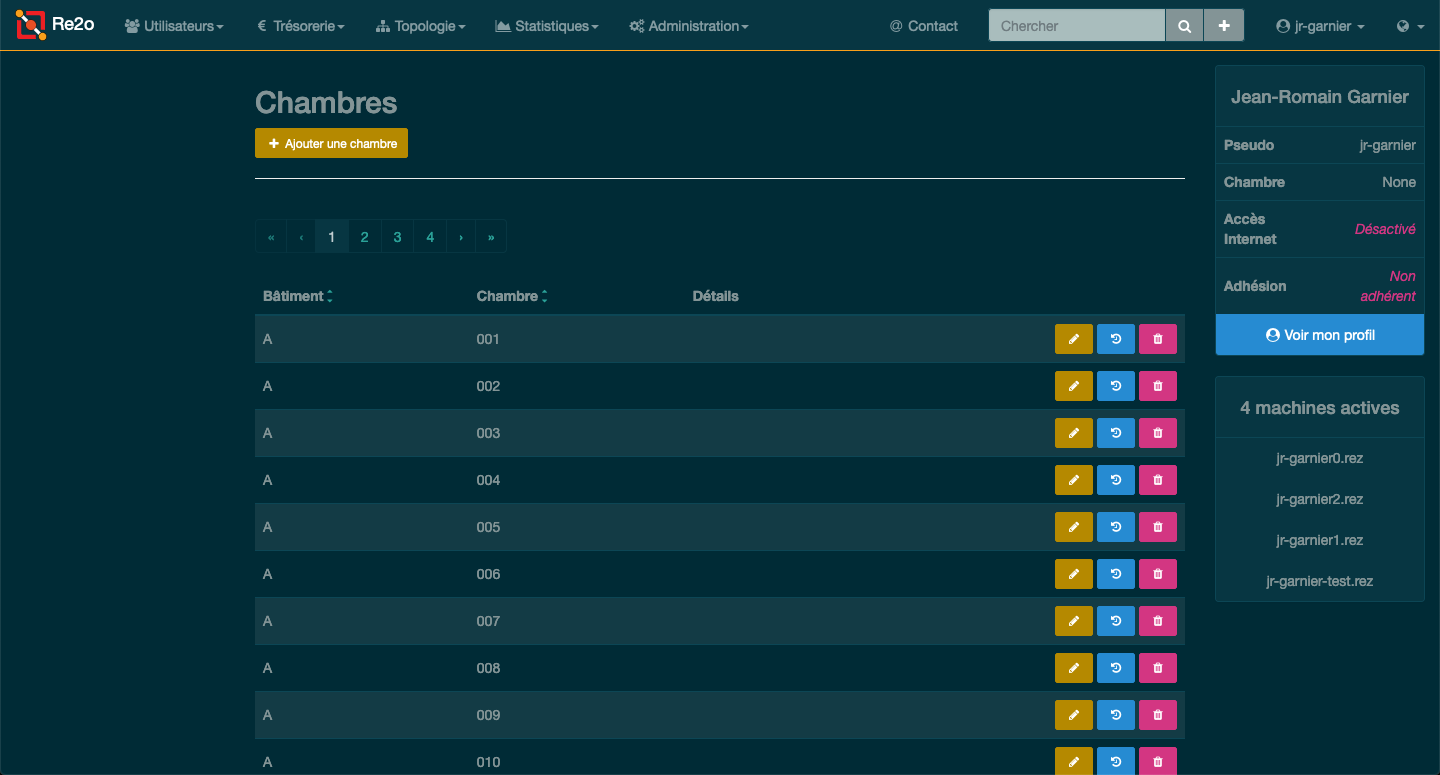 Re2o Utilisateurs € Trésorerie Topologie Statistiques Administration @ Contact Chercher jr-garnier
Chambres
Ajouter une chambre
« ‹ 1 2 3 4 › »
Bâtiment Chambre Détails
A 001
A 002
A 003
A 004
A 005
A 006
A 007
A 008
A 009
A 010
Jean-Romain Garnier
Pseudo jr-garnier
Chambre None
Accès
Internet
Désactivé
Adhésion
Non
adhérent
Voir mon profil
4 machines actives
jr-garnier0.rez
jr-garnier2.rez
jr-garnier1.rez
jr-garnier-test.rez